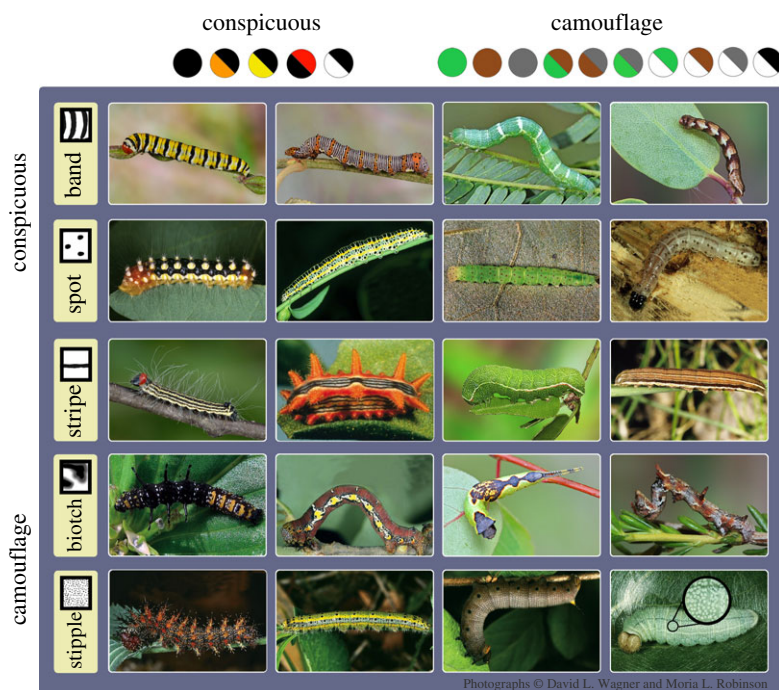 conspicuous
camouflage
conspicuous
camouflage
band
spot
stripe
biotch
stipple
Photographs © David L. Wagner and Moria L. Robinson